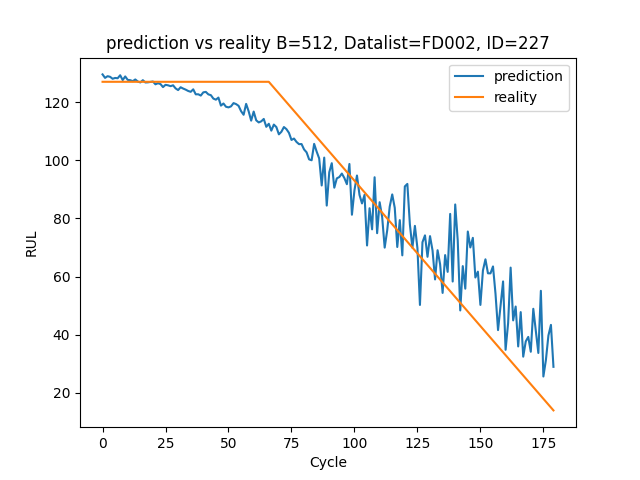 prediction vs reality B=512, Datalist=FD002, ID=227
prediction
reality
RUL
120
100
80
60
40
20
0 25 50 75 100 125 150 175
Cycle